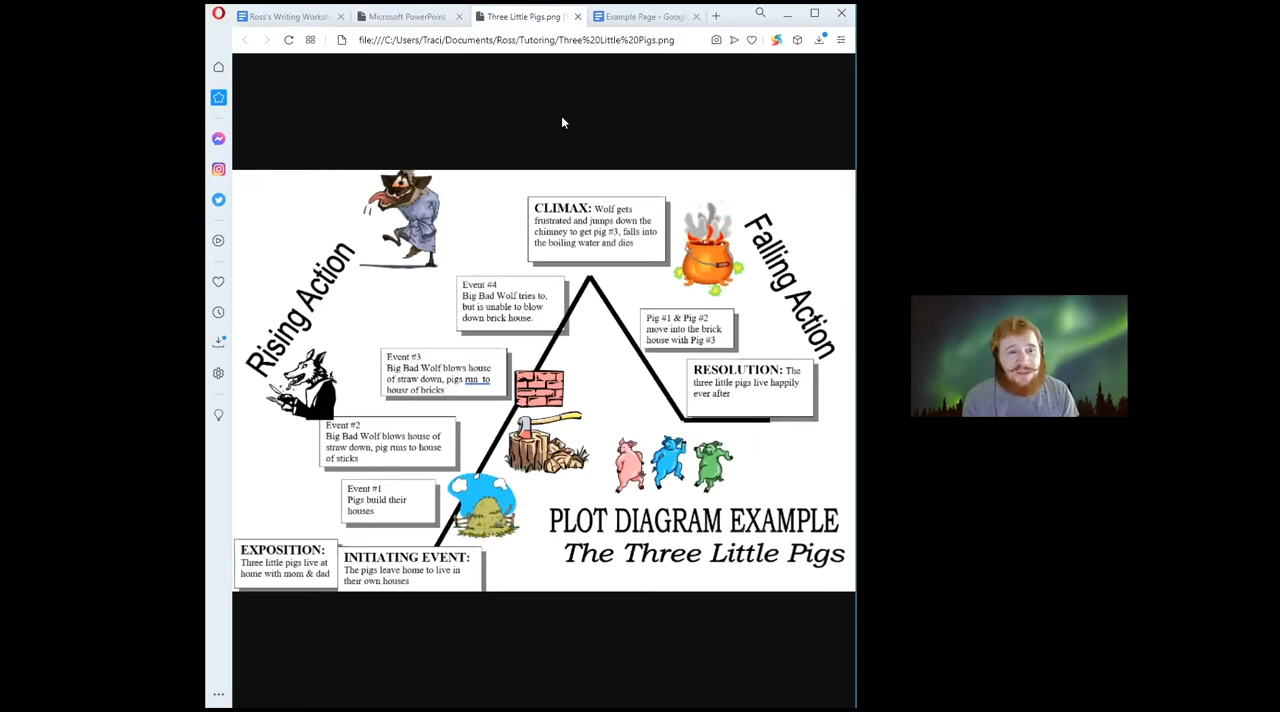 Ross's Writing Worksh
Microsoft PowerPoint
Three Little Pigs.png (
Example Page - Googl
file:///C:/Users/Traci/Documents/Ross/Tutoring/Three%20Little%20Pigs.png
CLIMAX: Wolf gets
frustrated and jumps down the
chimney to get pig #3, falls into
the boiling water and dies
Rising Action
Falling Action
Event #4
Big Bad Wolf tries to,
but is unable to blow
down brick house.
Pig #1 & Pig #2
move into the brick
house with Pig #3
Event #3
Big Bad Wolf blows house
of straw down, pigs run to
house of bricks
RESOLUTION: The
three little pigs live happily
ever after
Event #2
Big Bad Wolf blows house of
straw down, pig runs to house
of sticks
Event #1
Pigs build their
houses
PLOT DIAGRAM EXAMPLE
The Three Little Pigs
EXPOSITION:
Three little pigs live at
home with mom & dad
INITIATING EVENT:
The pigs leave home to live in
their own houses